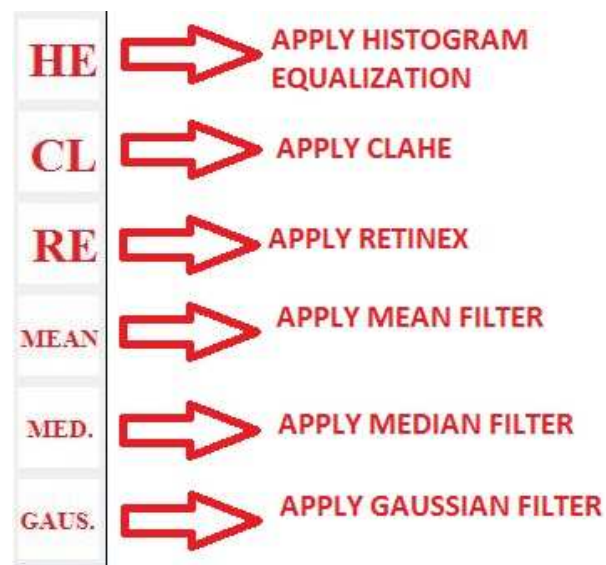 HE
APPLY HISTOGRAM
EQUALIZATION
CL
APPLY CLAHE
RE
APPLY RETINEX
MEAN
APPLY MEAN FILTER
MED.
APPLY MEDIAN FILTER
GAUS.
APPLY GAUSSIAN FILTER